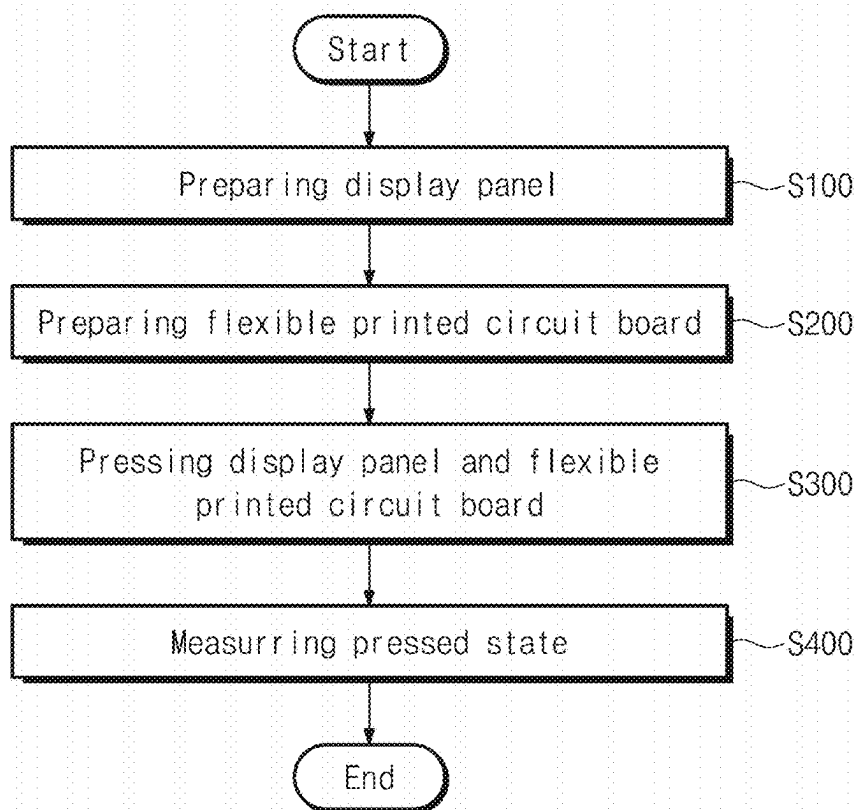 Start
Preparing display panel
S100
Preparing flexible printed circuit board
S200
Pressing display panel and flexible
printed circuit board
S300
Measurring pressed state
S400
End